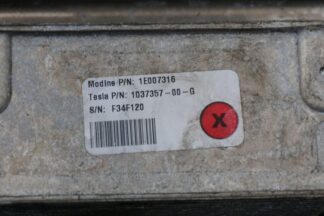 Modine P/N: 1E007316
Tesla P/N: 1037357-00-G
S/N: F34F120
X